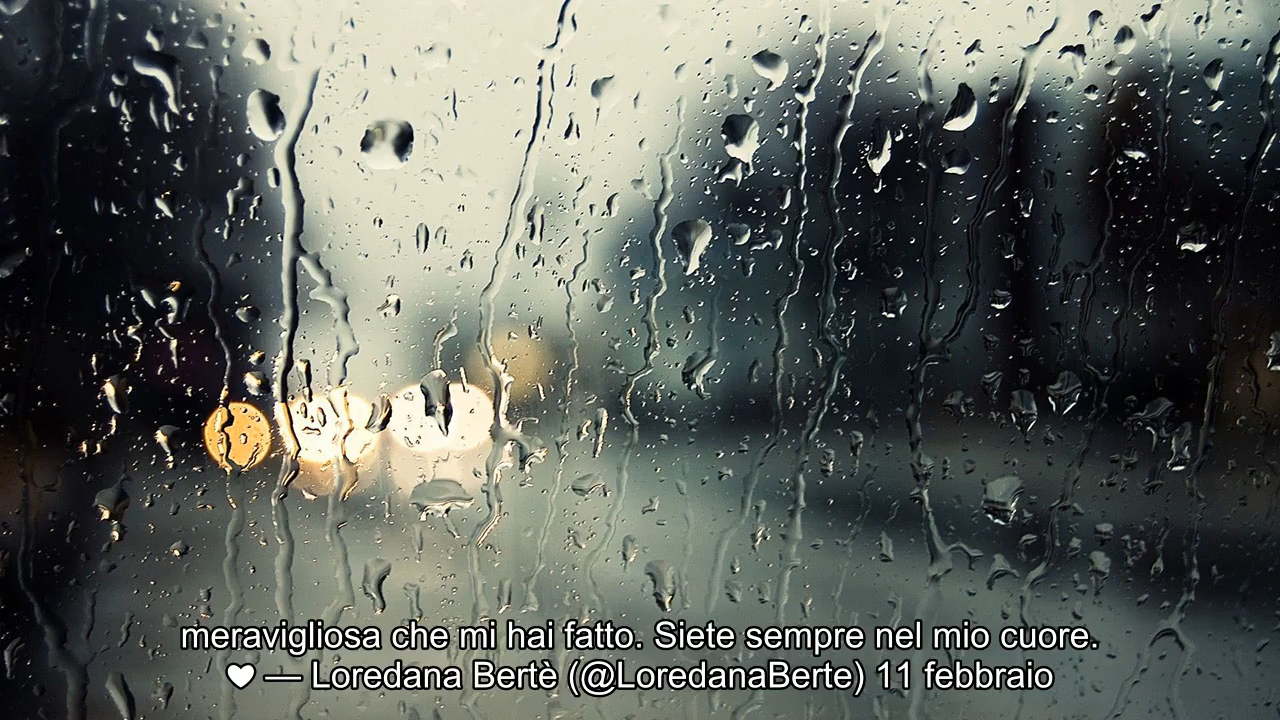 meravigliosa che mi hai fatto. Siete sempre nel mio cuore.
♥ — Loredana Bertè (@LoredanaBerte) 11 febbraio